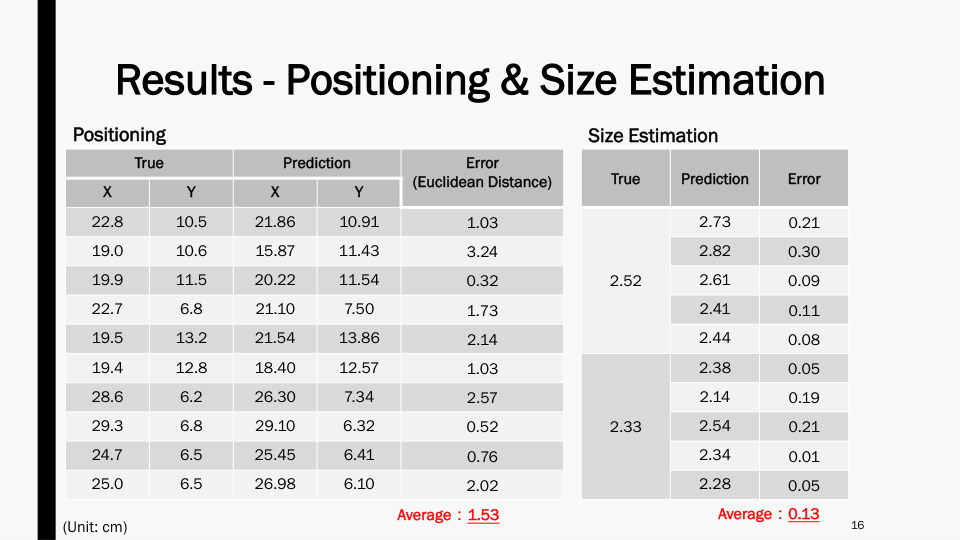 Results - Positioning & Size Estimation
Positioning
True Prediction Error (Euclidean Distance)
X Y X Y
22.8 10.5 21.86 10.91 1.03
19.0 10.6 15.87 11.43 3.24
19.9 11.5 20.22 11.54 0.32
22.7 6.8 21.10 7.50 1.73
19.5 13.2 21.54 13.86 2.14
19.4 12.8 18.40 12.57 1.03
28.6 6.2 26.30 7.34 2.57
29.3 6.8 29.10 6.32 0.52
24.7 6.5 25.45 6.41 0.76
25.0 6.5 26.98 6.10 2.02
Average : 1.53
(Unit: cm)
Size Estimation
True Prediction Error
2.52
2.73 0.21
2.82 0.30
2.61 0.09
2.41 0.11
2.44 0.08
2.33
2.38 0.05
2.14 0.19
2.54 0.21
2.34 0.01
2.28 0.05
Average : 0.13
16